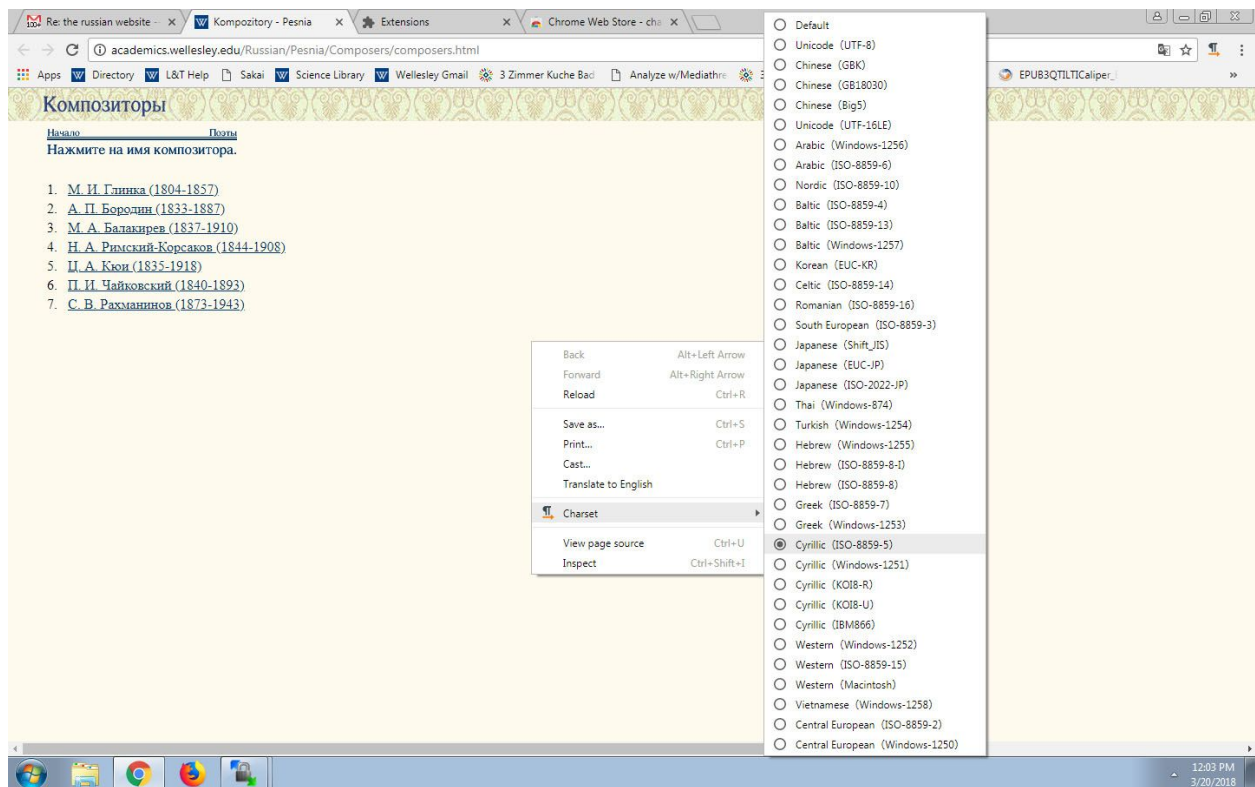 Re: the russian website -
Kompozitory - Pesnia
Extensions
Chrome Web Store - cha
academics.wellesley.edu/Russian/Pesnia/Composers/composers.html
Apps Directory L&T Help Sakai Science Library Wellesley Gmail 3 Zimmer Kuche Bad Analyze w/Mediathre EPUB3QTILTICaliper_ »
Композиторы
Начало Поэты
Нажмите на имя композитора.
1. М. И. Глинка (1804-1857)
2. А. П. Бородин (1833-1887)
3. М. А. Балакирев (1837-1910)
4. Н. А. Римский-Корсаков (1844-1908)
5. Ц. А. Кюи (1835-1918)
6. П. И. Чайковский (1840-1893)
7. С. В. Рахманинов (1873-1943)
Back Alt+Left Arrow
Forward Alt+Right Arrow
Reload Ctrl+R
Save as... Ctrl+S
Print... Ctrl+P
Cast...
Translate to English
Charset
View page source Ctrl+U
Inspect Ctrl+Shift+I
Default
Unicode (UTF-8)
Chinese (GBK)
Chinese (GB18030)
Chinese (Big5)
Unicode (UTF-16LE)
Arabic (Windows-1256)
Arabic (ISO-8859-6)
Nordic (ISO-8859-10)
Baltic (ISO-8859-4)
Baltic (ISO-8859-13)
Baltic (Windows-1257)
Korean (EUC-KR)
Celtic (ISO-8859-14)
Romanian (ISO-8859-16)
South European (ISO-8859-3)
Japanese (Shift_JIS)
Japanese (EUC-JP)
Japanese (ISO-2022-JP)
Thai (Windows-874)
Turkish (Windows-1254)
Hebrew (Windows-1255)
Hebrew (ISO-8859-8-I)
Hebrew (ISO-8859-8)
Greek (ISO-8859-7)
Greek (Windows-1253)
Cyrillic (ISO-8859-5)
Cyrillic (Windows-1251)
Cyrillic (KOI8-R)
Cyrillic (KOI8-U)
Cyrillic (IBM866)
Western (Windows-1252)
Western (ISO-8859-15)
Western (Macintosh)
Vietnamese (Windows-1258)
Central European (ISO-8859-2)
Central European (Windows-1250)
12:03 PM
3/20/2018